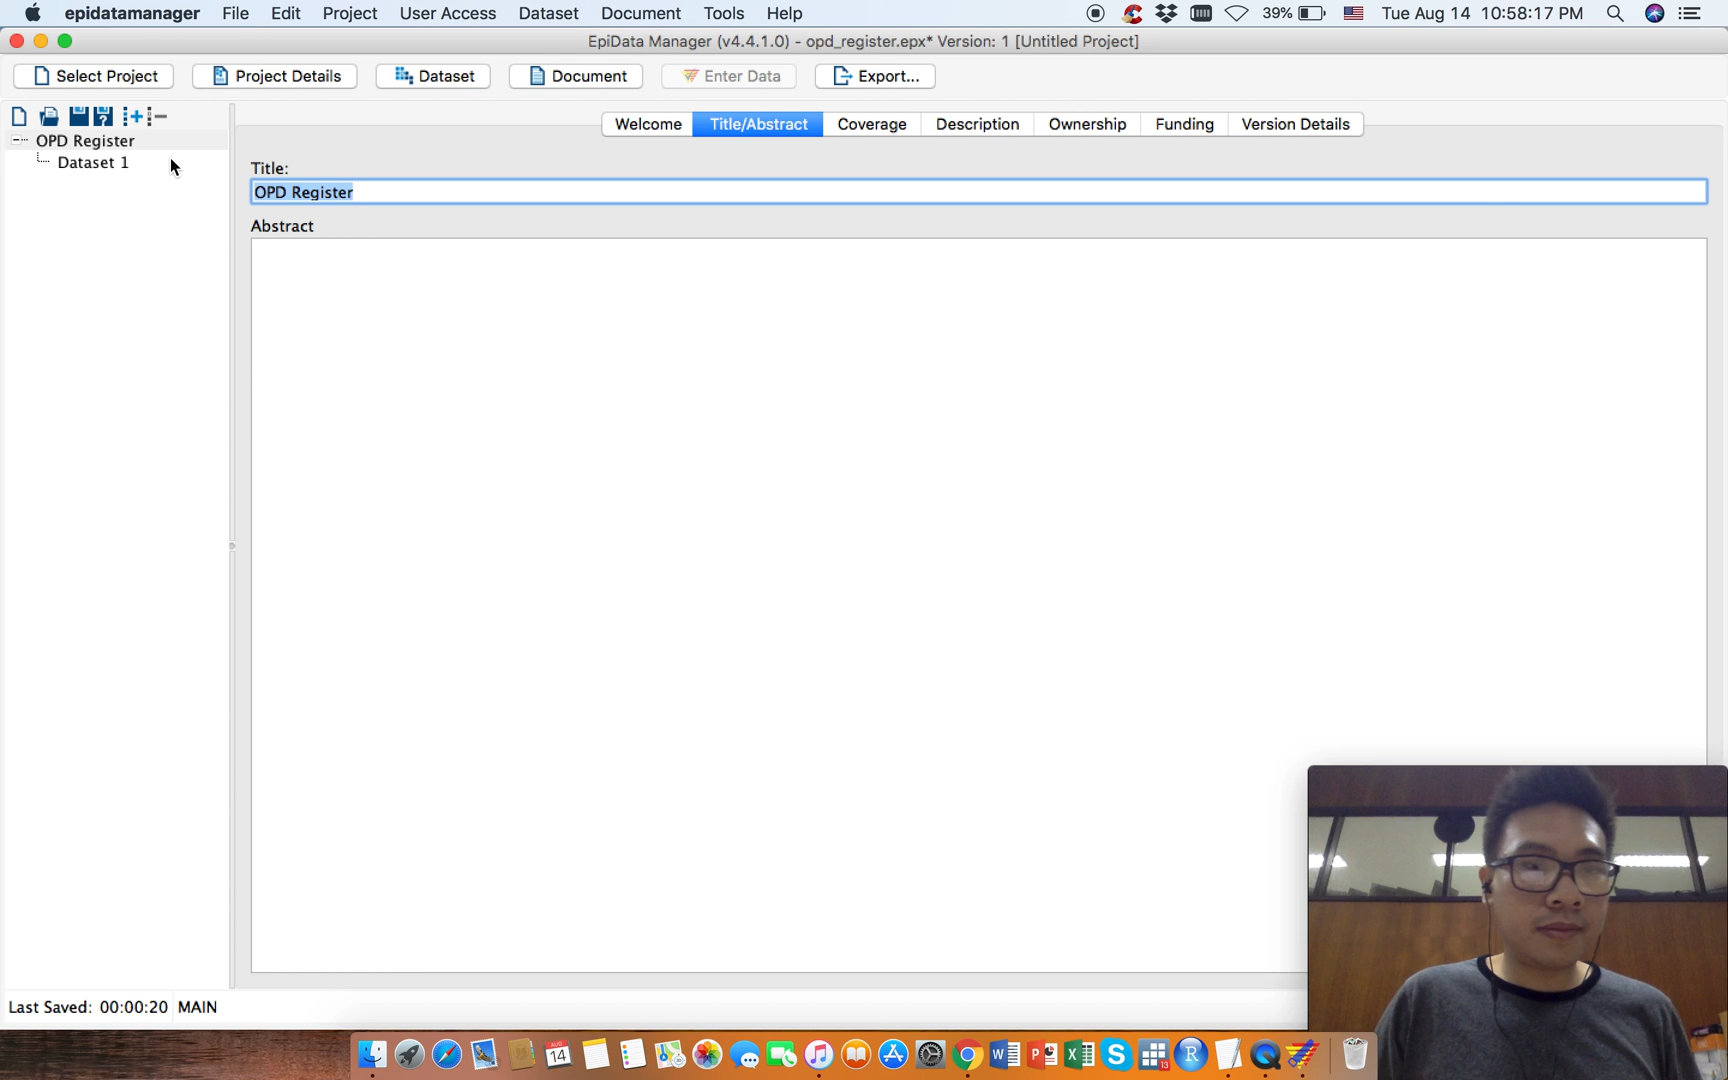 epidatamanager File Edit Project User Access Dataset Document Tools Help 39% Tue Aug 14 10:58:17 PM
EpiData Manager (v4.4.1.0) - opd_register.epx* Version: 1 [Untitled Project]
Select Project Project Details Dataset Document Enter Data Export...
Welcome Title/Abstract Coverage Description Ownership Funding Version Details
OPD Register
Dataset 1
Title:
OPD Register
Abstract
Last Saved: 00:00:20 MAIN
AUG
14
13
R